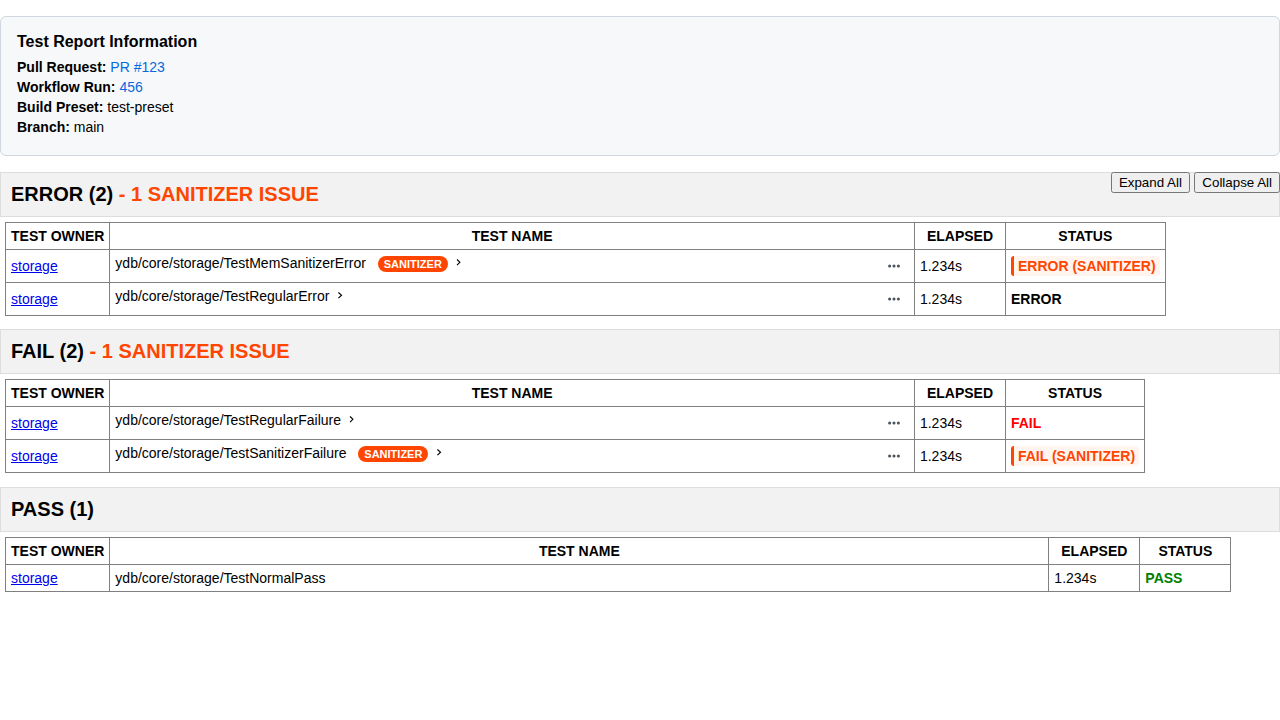 Test Report Information
Pull Request: PR #123
Workflow Run: 456
Build Preset: test-preset
Branch: main
ERROR (2) - 1 SANITIZER ISSUE
Expand All Collapse All
TEST OWNER TEST NAME ELAPSED STATUS
storage ydb/core/storage/TestMemSanitizerError SANITIZER › ••• 1.234s ERROR (SANITIZER)
storage ydb/core/storage/TestRegularError › ••• 1.234s ERROR
FAIL (2) - 1 SANITIZER ISSUE
TEST OWNER TEST NAME ELAPSED STATUS
storage ydb/core/storage/TestRegularFailure › ••• 1.234s FAIL
storage ydb/core/storage/TestSanitizerFailure SANITIZER › ••• 1.234s FAIL (SANITIZER)
PASS (1)
TEST OWNER TEST NAME ELAPSED STATUS
storage ydb/core/storage/TestNormalPass 1.234s PASS